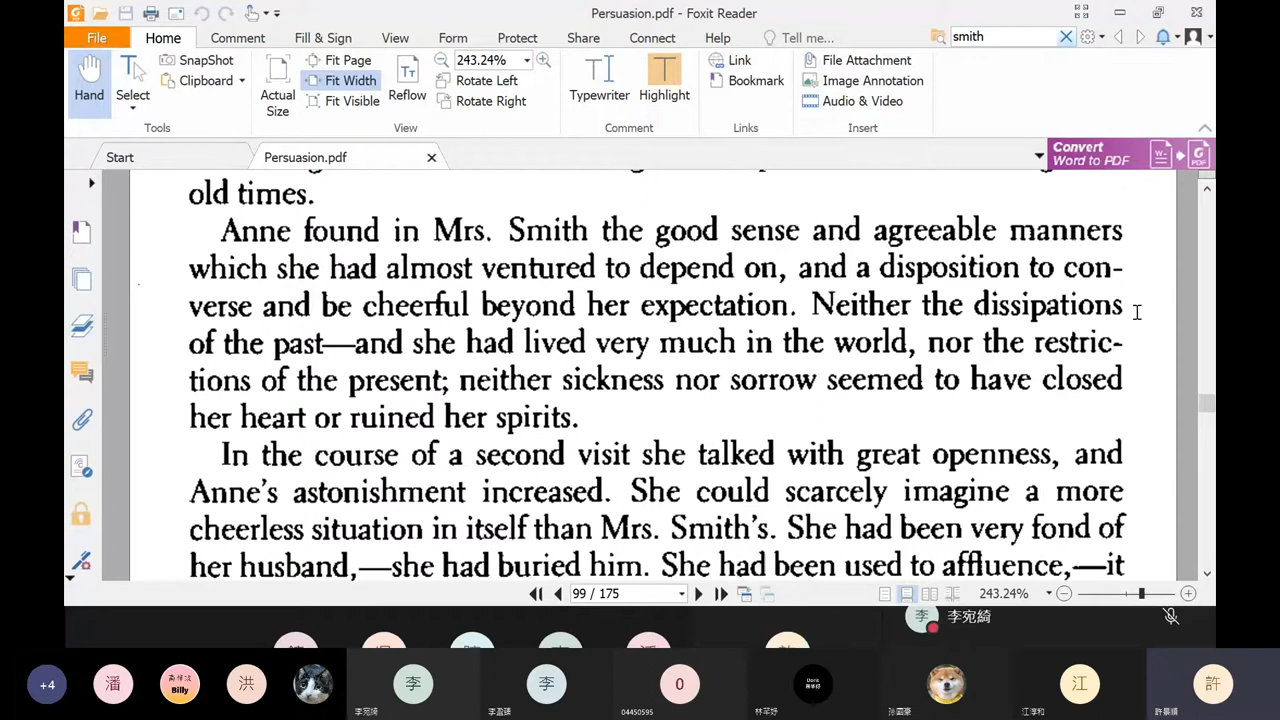 Persuasion.pdf - Foxit Reader
File Home Comment Fill & Sign View Form Protect Share Connect Help Tell me... smith
Hand Select SnapShot Clipboard Actual Size Fit Page Fit Width Fit Visible Reflow 243.24% Rotate Left Rotate Right Typewriter Highlight Link Bookmark File Attachment Image Annotation Audio & Video
Tools View Comment Links Insert
Start Persuasion.pdf Convert Word to PDF
old times.
Anne found in Mrs. Smith the good sense and agreeable manners
which she had almost ventured to depend on, and a disposition to con-
verse and be cheerful beyond her expectation. Neither the dissipations
of the past—and she had lived very much in the world, nor the restric-
tions of the present; neither sickness nor sorrow seemed to have closed
her heart or ruined her spirits.
In the course of a second visit she talked with great openness, and
Anne's astonishment increased. She could scarcely imagine a more
cheerless situation in itself than Mrs. Smith's. She had been very fond of
her husband,—she had buried him. She had been used to affluence,—it
99 / 175 243.24%
李 李宛綺
+4 潘 Billy 洪 李 李 0 江 許
李宛綺 04450595 江淳和